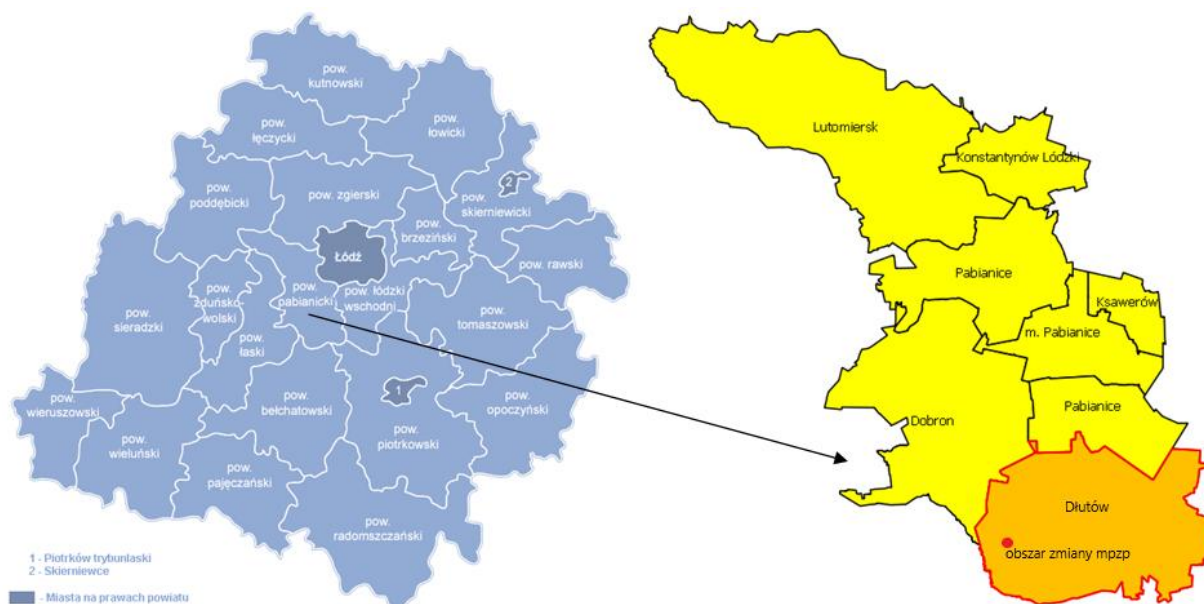 pow.
kutnowski
pow.
łęczycki
pow.
łowicki
pow.
poddębicki
pow. zgierski
2
pow.
skierniewicki
pow.
brzeziński
Łódź
pow. rawski
pow.
zduńsko-
wolski
pow.
pabianicki
pow. łódzki
wschodni
pow.
sieradzki
pow.
tomaszowski
pow.
łaski
1
pow.
wieruszowski
pow.
bełchatowski
pow.
opoczyński
pow.
piotrkowski
pow.
wieluński
pow.
pajęczański
pow.
radomszczański
1 - Piotrków trybunlaski
2 - Skierniewce
- Miasta na prawach powiatu
Lutomiersk
Konstantynów Lódzki
Pabianice
Ksawerów
m. Pabianice
Dobron
Pabianice
Dłutów
obszar zmiany mpzp